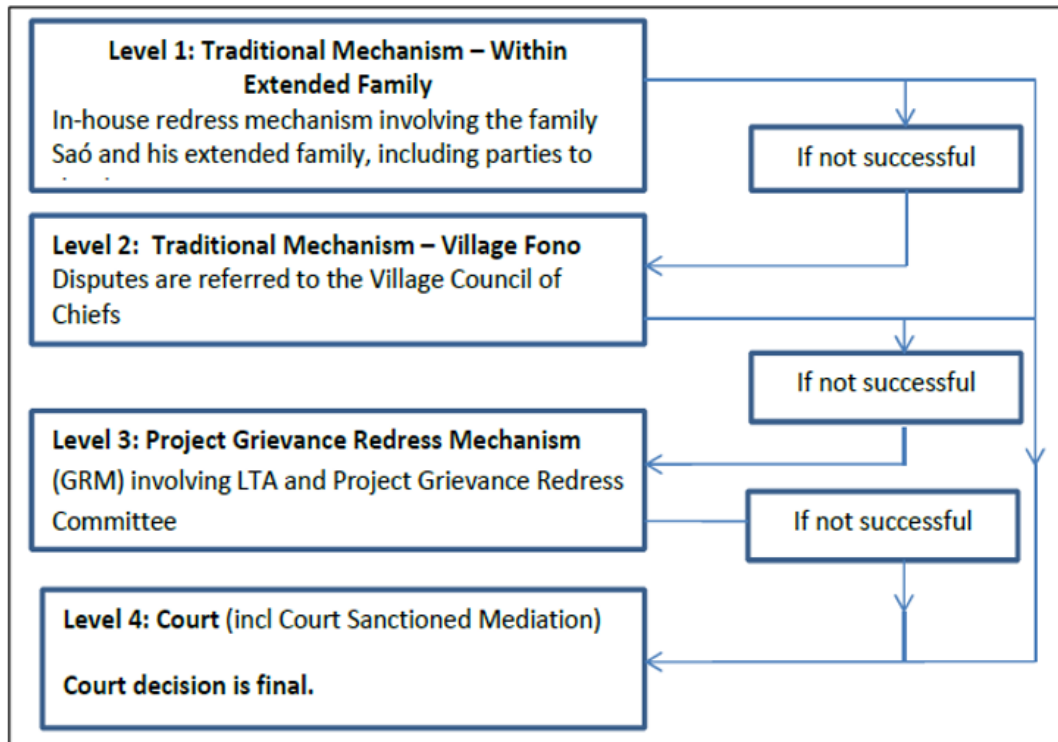 Level 1: Traditional Mechanism – Within
Extended Family
In-house redress mechanism involving the family
Saó and his extended family, including parties to
If not successful
Level 2: Traditional Mechanism – Village Fono
Disputes are referred to the Village Council of
Chiefs
If not successful
Level 3: Project Grievance Redress Mechanism
(GRM) involving LTA and Project Grievance Redress
Committee
If not successful
Level 4: Court (incl Court Sanctioned Mediation)
Court decision is final.